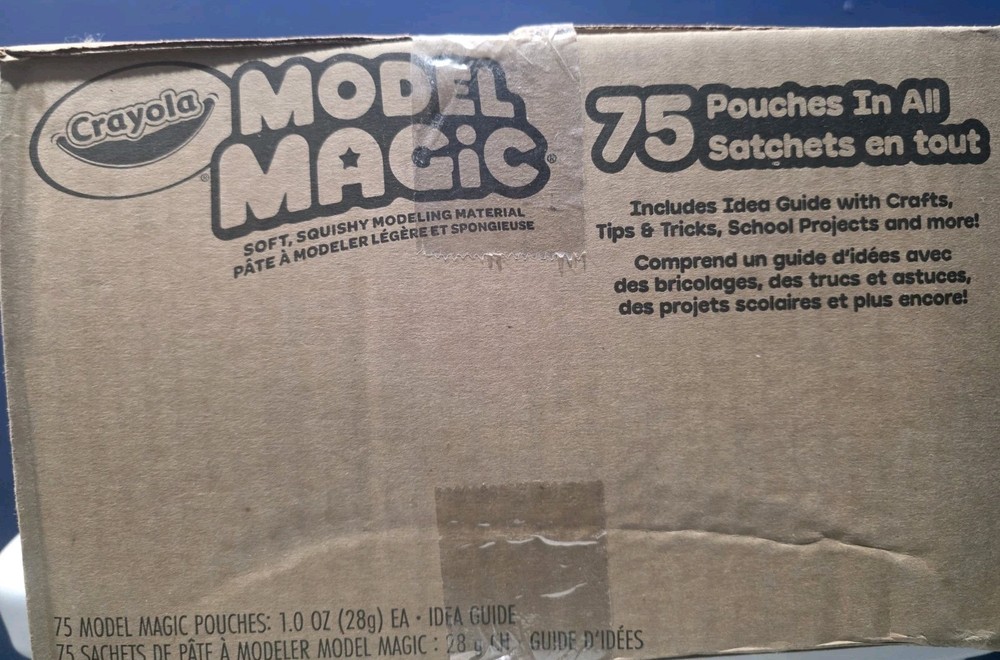 Crayola
MODEL
MAGiC®
SOFT, SQUISHY MODELING MATERIAL
PÂTE À MODELER LÉGÈRE ET SPONGIEUSE
75 Pouches In All
Satchets en tout
Includes Idea Guide with Crafts,
Tips & Tricks, School Projects and more!
Comprend un guide d'idées avec
des bricolages, des trucs et astuces,
des projets scolaires et plus encore!
75 MODEL MAGIC POUCHES: 1.0 OZ (28g) EA · IDEA GUIDE
75 SACHETS DE PÂTE À MODELER MODEL MAGIC : 28 g CH GUIDE D'IDÉES